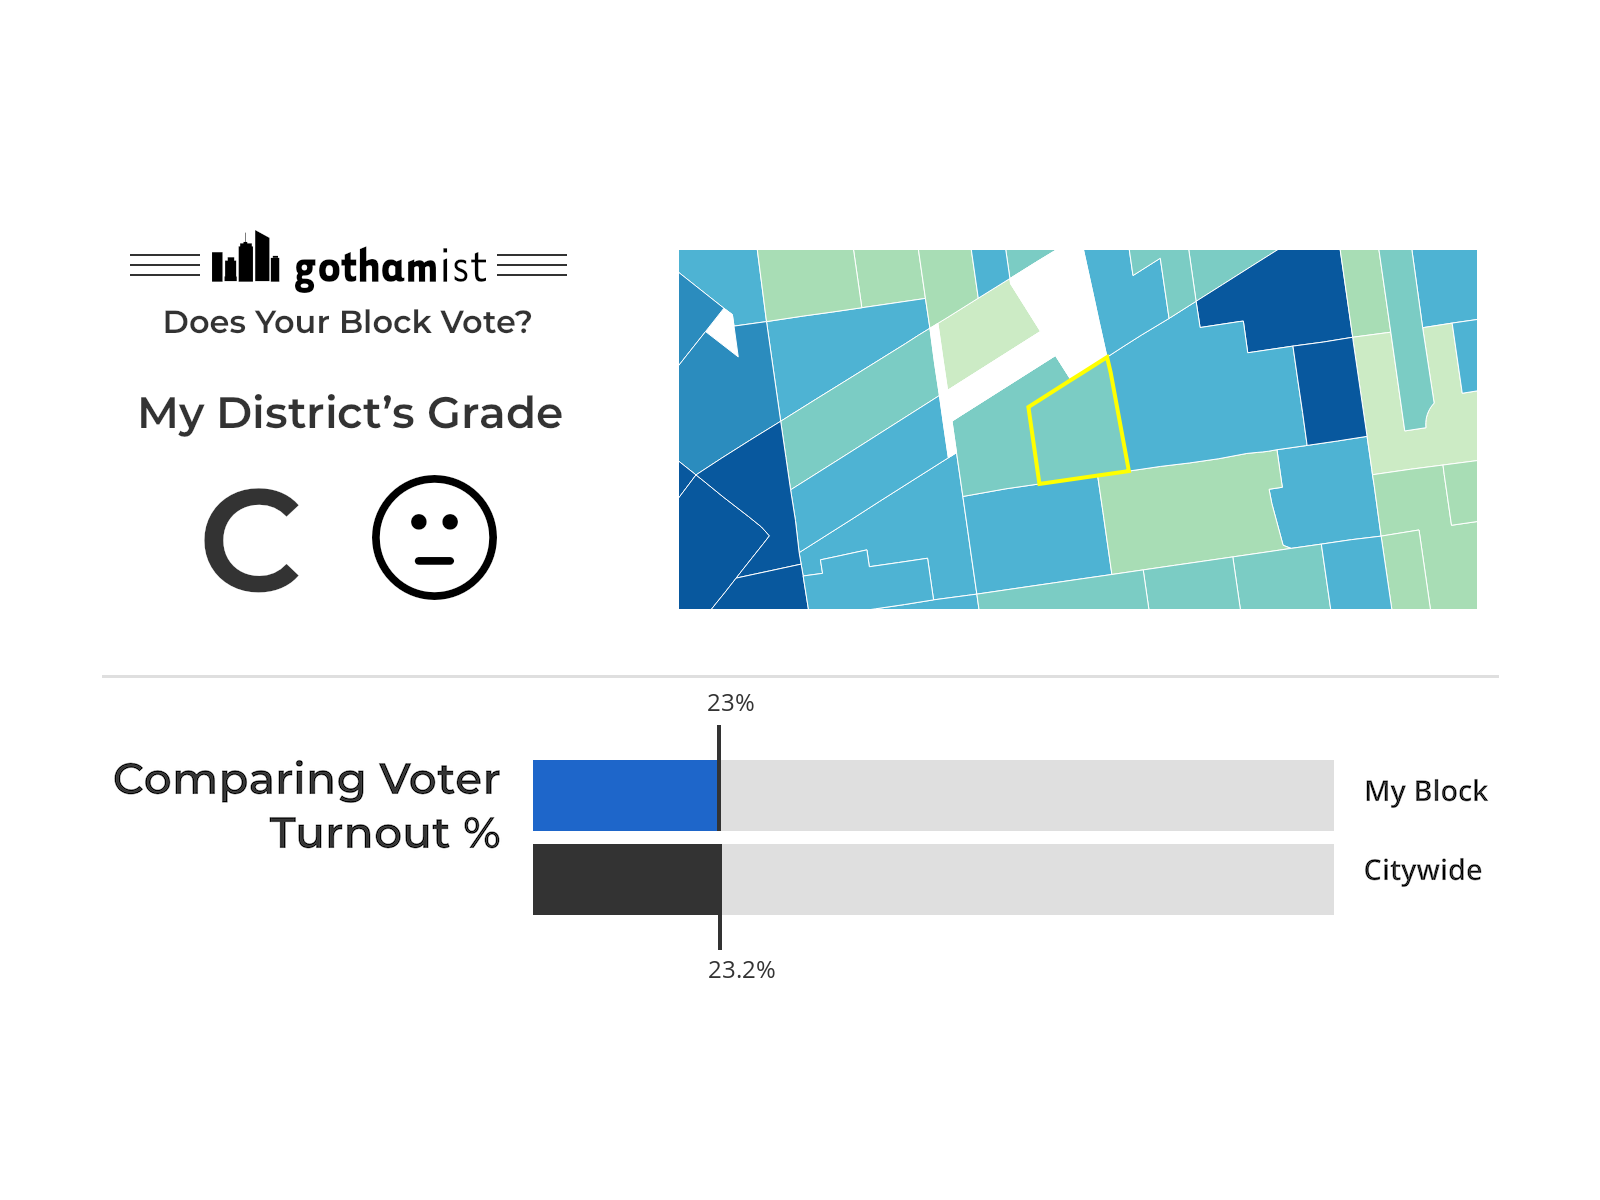 gothamist
Does Your Block Vote?
My District’s Grade
C
23%
Comparing Voter
Turnout %
My Block
Citywide
23.2%